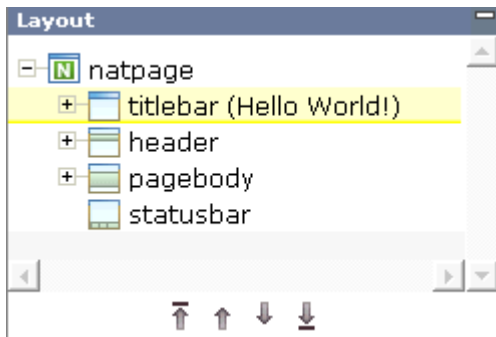 Layout
N natpage
titlebar (Hello World!)
header
pagebody
statusbar